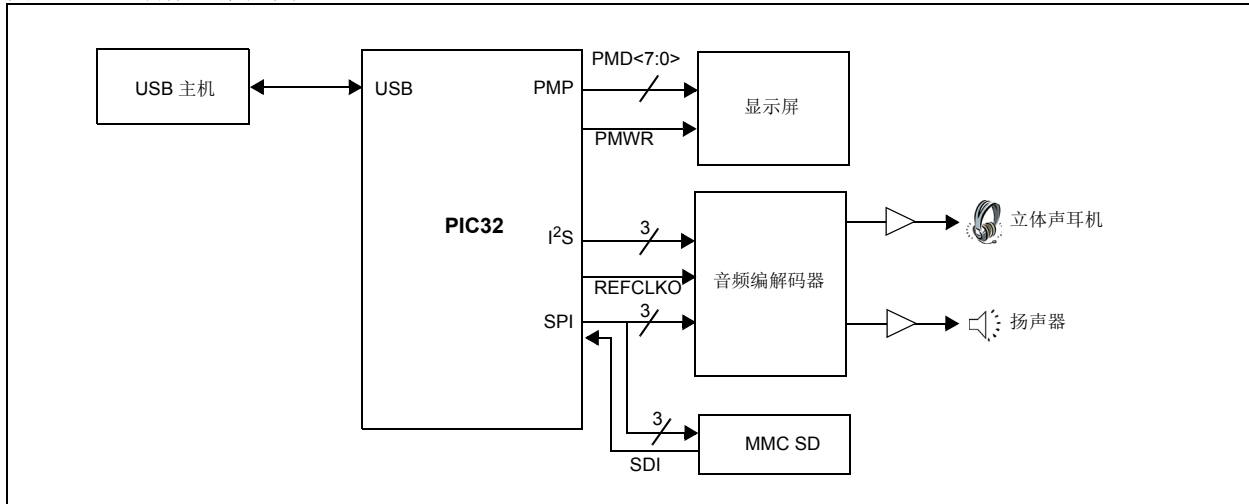 USB 主机
USB
PMP
PMD<7:0>
PMWR
显示屏
PIC32
I²S
3
REFCLKO
SPI
3
音频编解码器
立体声耳机
扬声器
3
SDI
MMC SD